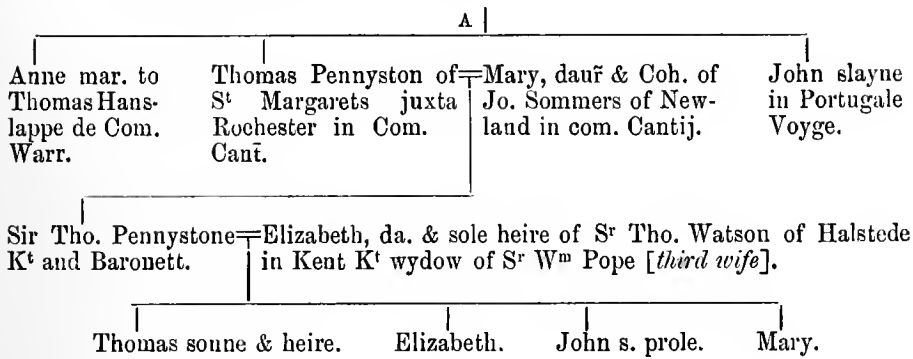 A
Anne mar. to
Thomas Hans-
lappe de Com.
Warr.
Thomas Pennyston of
Sᵗ Margarets juxta
Rochester in Com.
Cant̄.
Mary, daur̃ & Coh. of
Jo. Sommers of New-
land in com. Cantij.
John slayne
in Portugale
Voyge.
Sir Tho. Pennystone
Kᵗ and Baronett.
Elizabeth, da. & sole heire of Sʳ Tho. Watson of Halstede
in Kent Kᵗ wydow of Sʳ Wᵐ Pope [third wife].
Thomas sonne & heire.
Elizabeth.
John s. prole.
Mary.